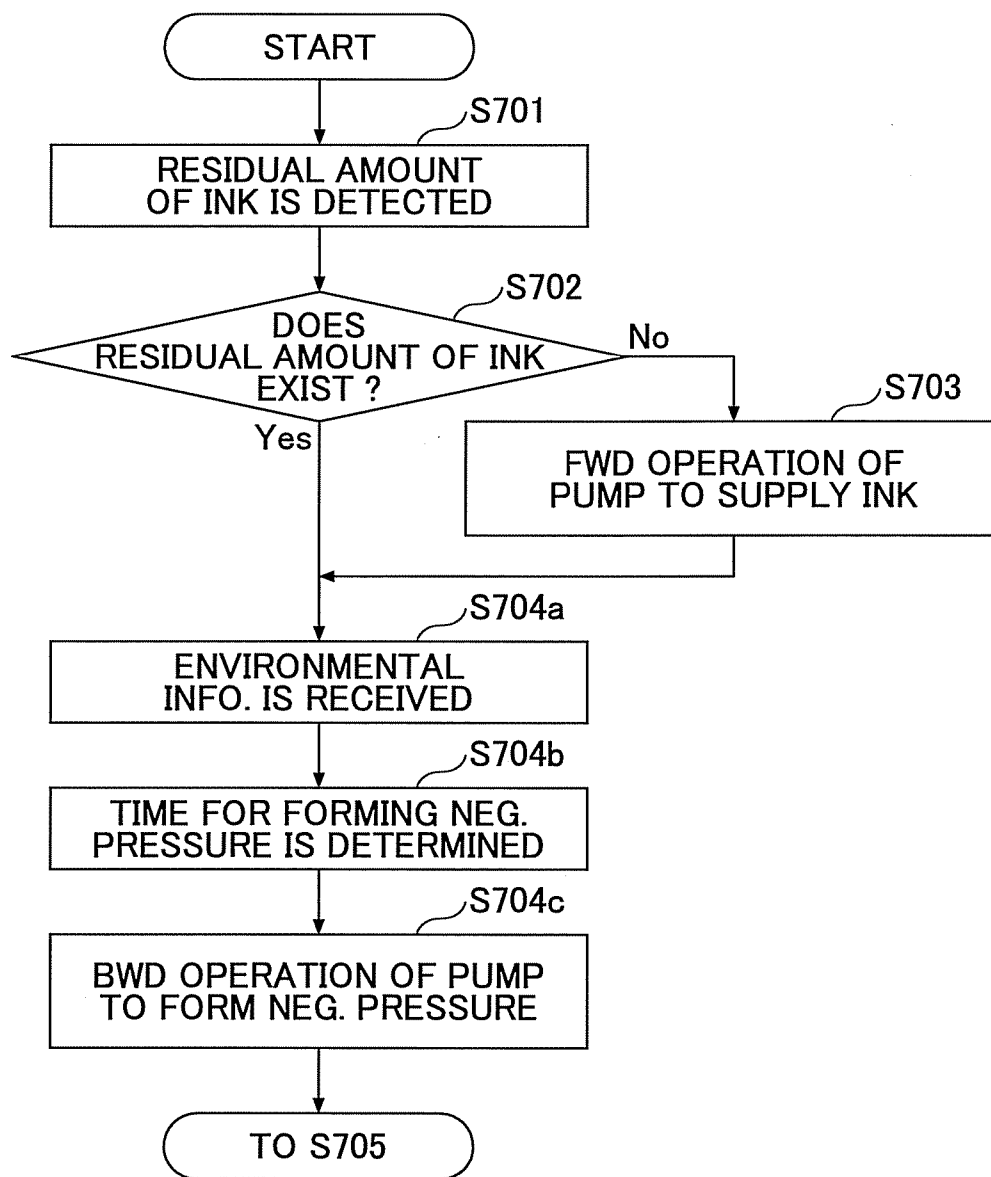 START
S701
RESIDUAL AMOUNT
OF INK IS DETECTED
S702
DOES
RESIDUAL AMOUNT OF INK
EXIST ?
No
Yes
S703
FWD OPERATION OF
PUMP TO SUPPLY INK
S704a
ENVIRONMENTAL
INFO. IS RECEIVED
S704b
TIME FOR FORMING NEG.
PRESSURE IS DETERMINED
S704c
BWD OPERATION OF PUMP
TO FORM NEG. PRESSURE
TO S705